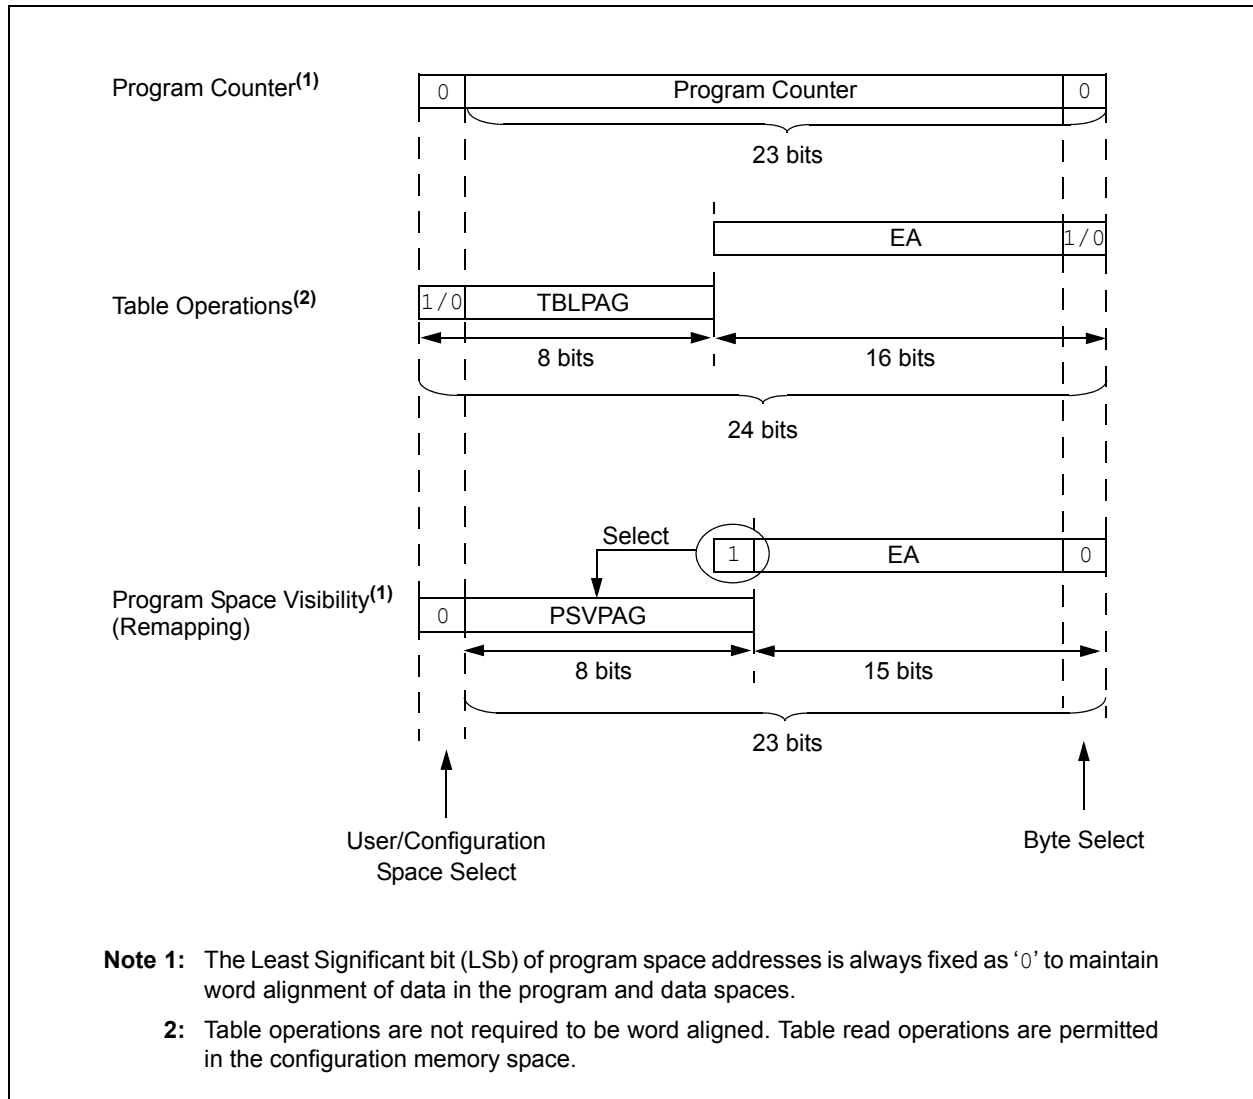 Program Counter(1)
0 Program Counter 0
23 bits
EA 1/0
Table Operations(2)
1/0 TBLPAG
8 bits 16 bits
24 bits
Select
1 EA 0
Program Space Visibility(1)
(Remapping)
0 PSVPAG
8 bits 15 bits
23 bits
User/Configuration
Space Select
Byte Select
Note 1: The Least Significant bit (LSb) of program space addresses is always fixed as ‘0’ to maintain
word alignment of data in the program and data spaces.
2: Table operations are not required to be word aligned. Table read operations are permitted
in the configuration memory space.